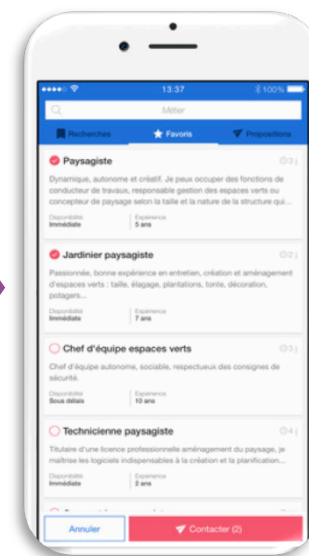 13:37
100%
Métier
Recherches
Favoris
Propositions
Paysagiste
3 j
Dynamique, autonome et créatif. Je peux occuper des fonctions de
conducteur de travaux, responsable gestion des espaces verts ou
concepteur de paysage selon la taille et la nature de la structure qui...
Disponibilité
Expérience
Immédiate
5 ans
Jardinier paysagiste
2 j
Passionnée, bonne expérience en entretien, création et aménagement
d'espaces verts : taille, élagage, plantations, tonte, décoration,
potagers...
Disponibilité
Expérience
Immédiate
7 ans
Chef d'équipe espaces verts
3 j
Chef d'équipe autonome, sociable, respectueux des consignes de
sécurité.
Disponibilité
Expérience
Sous délais
10 ans
Technicienne paysagiste
4 j
Titulaire d'une licence professionnelle aménagement du paysage, je
maîtrise les logiciels indispensables à la création et la planification...
Disponibilité
Expérience
Immédiate
2 ans
Annuler
Contacter (2)